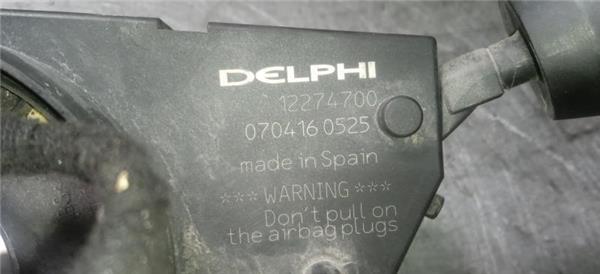 DELPHI
12274700
070416 0525
made in Spain
*** WARNING ***
Don't pull on
the airbag plugs